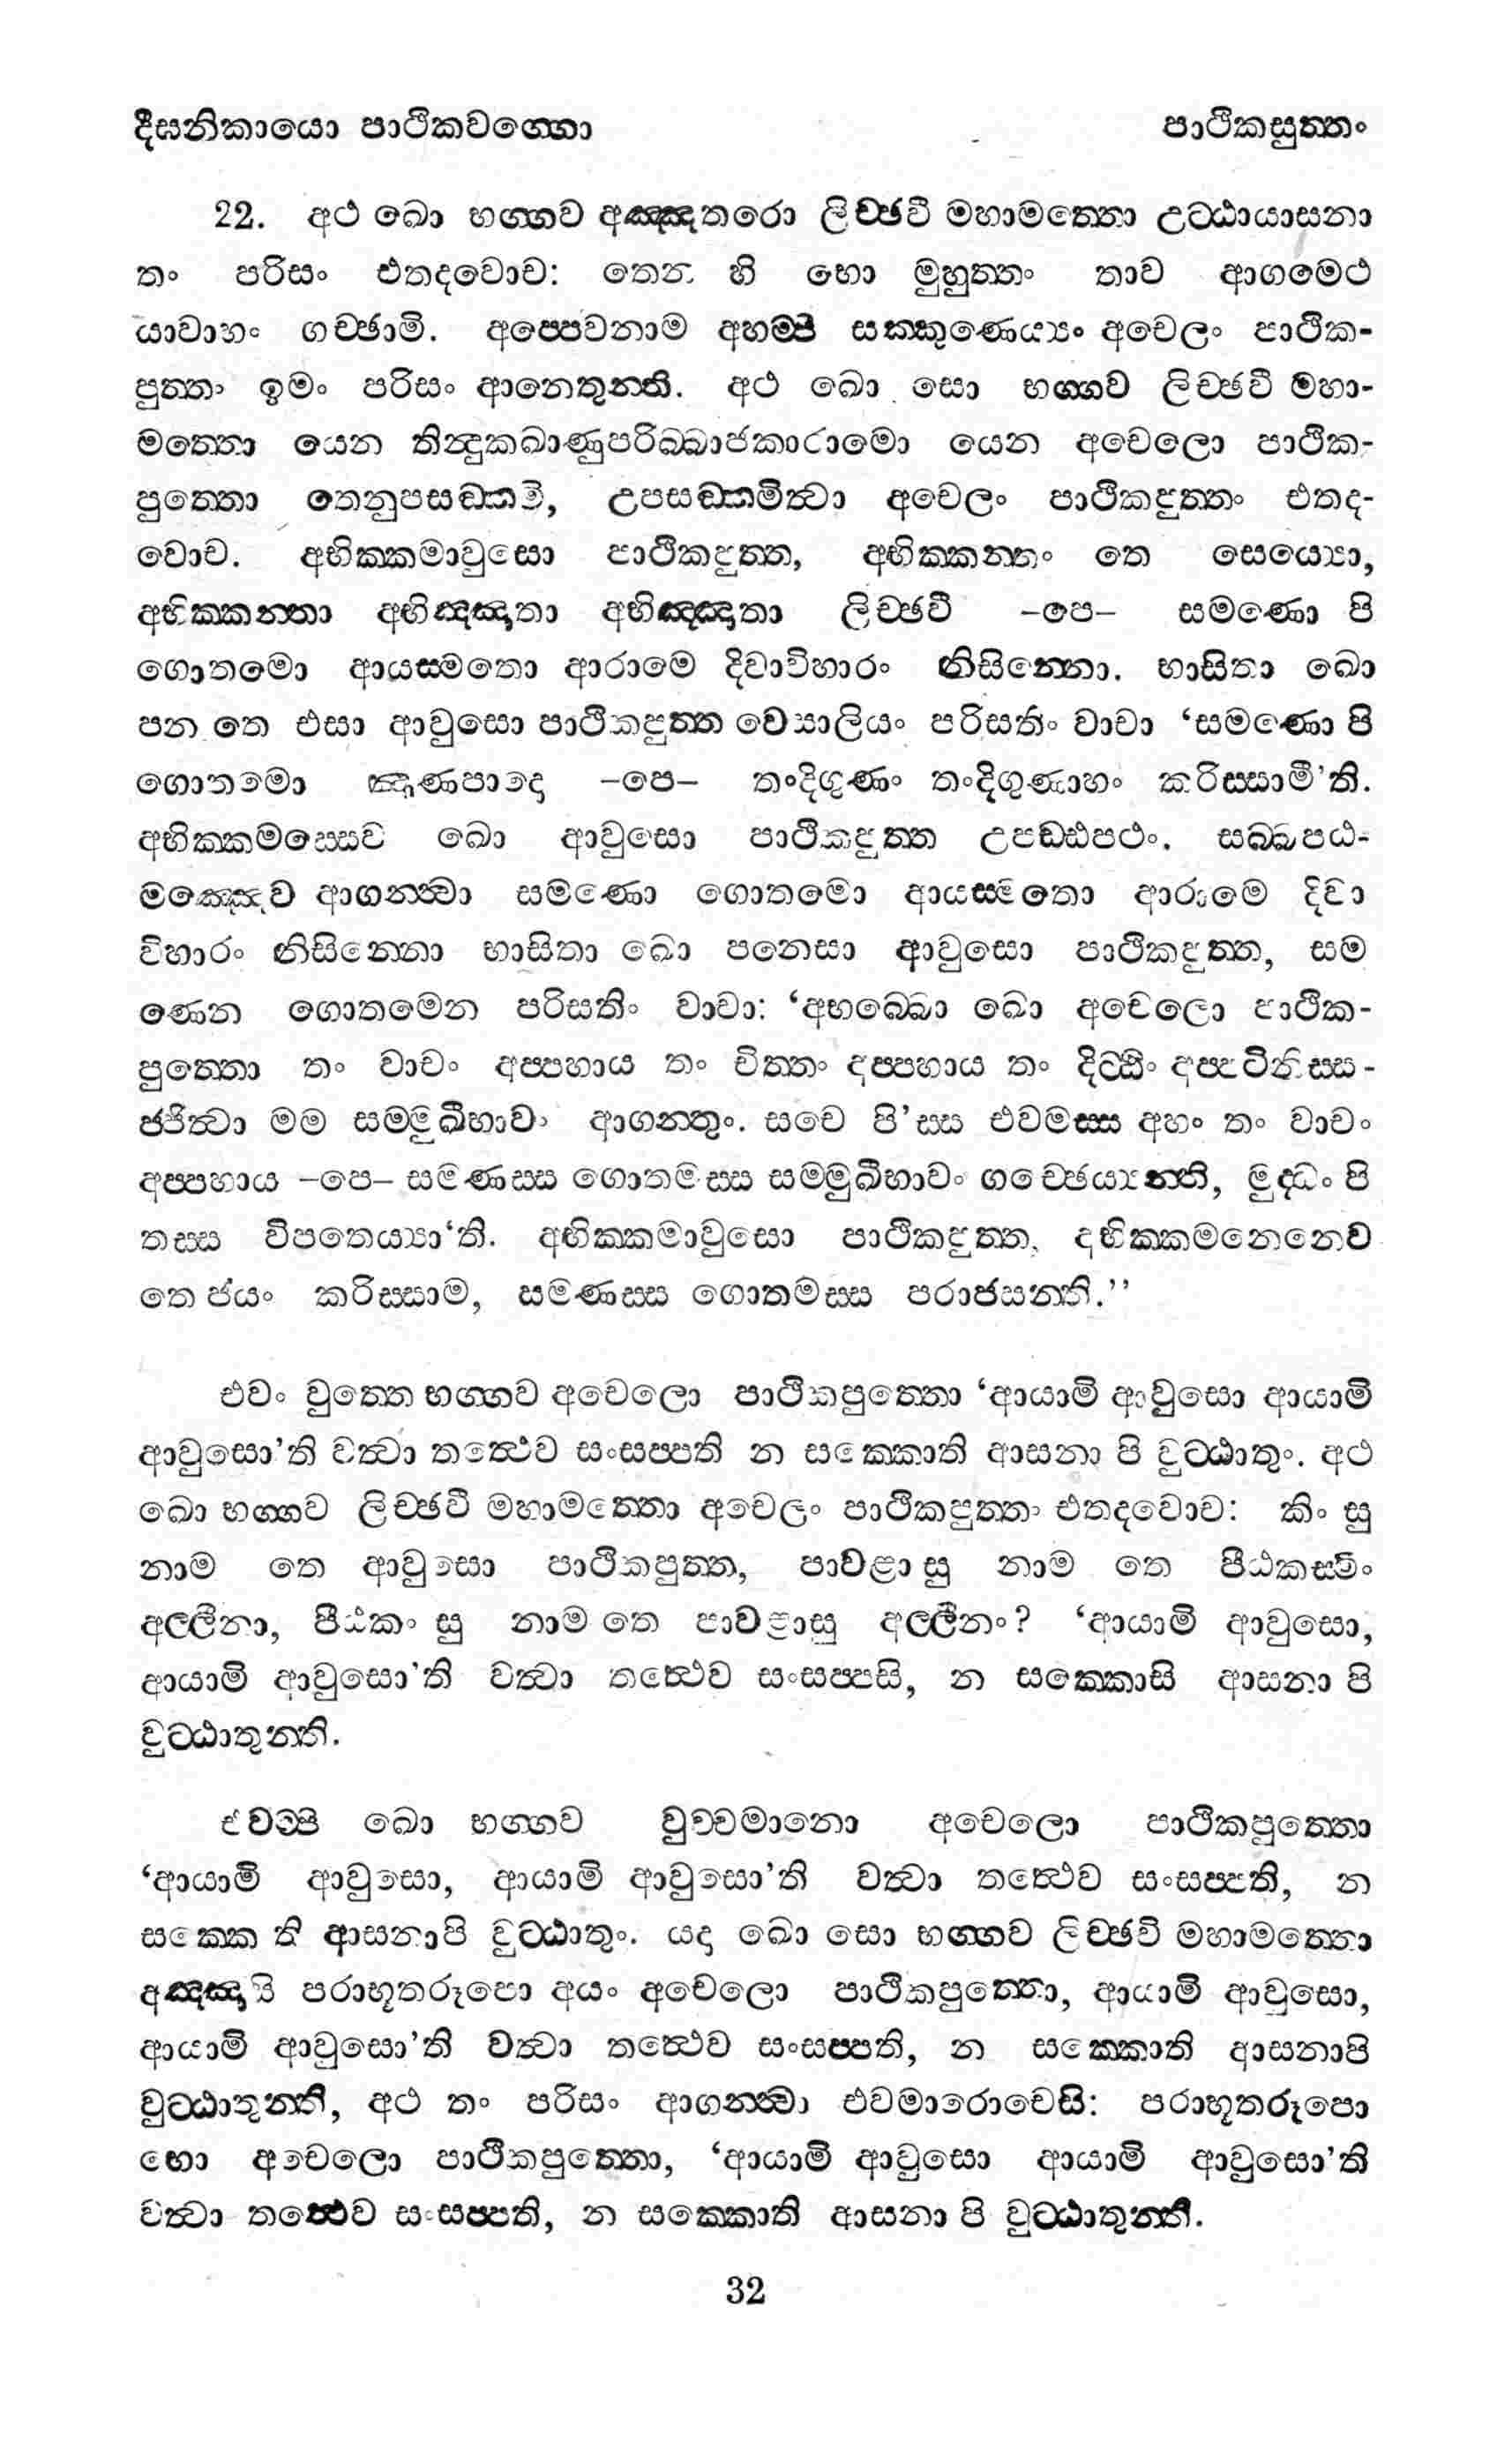 දීඝනිකායො පාථිකවග්ගො පාථිකසුත්තං
22. අථ ඛො භග්ගව අඤ්ඤතරො ලිච්ඡවී මහාමත්තො උට්ඨායාසනා
තං පරිසං එතදවොච: තෙන හි භො මුහුත්තං තාව ආගමෙථ
යාවාහං ගච්ඡාමි. අප්පෙවනාම අහම්පි සක්කුණෙය්‍යං අචෙලං පාථික-
පුත්තං ඉමං පරිසං ආනෙතුන්ති. අථ ඛො සො භග්ගව ලිච්ඡවී මහා-
මත්තො යෙන තින්දුකඛාණුපරිබ්බාජකාරාමො යෙන අචෙලො පාථික-
පුත්තො තෙනුපසඞ්කමි, උපසඞ්කමිත්වා අචෙලං පාථිකපුත්තං එතද-
වොච. අභික්කමාවුසො පාථිකපුත්ත, අභික්කන්තං තෙ සෙය්‍යො,
අභික්කන්තා අභිඤ්ඤාතා අභිඤ්ඤාතා ලිච්ඡවී –පෙ– සමණො පි
ගොතමො ආයස්මතො ආරාමෙ දිවාවිහාරං නිසින්නො. භාසිතා ඛො
පන තෙ එසා ආවුසො පාථිකපුත්ත වෙසාලියං පරිසතිං වාචා ‘සමණො පි
ගොතමො ඤාණපාදො –පෙ– තංදිගුණං තංදිගුණාහං කරිස්සාමී’ති.
අභික්කමස්සෙව ඛො ආවුසො පාථිකපුත්ත උපඩ්ඪපථං. සබ්බපඨ-
මඤ්ඤෙව ආගන්ත්වා සමණො ගොතමො ආයස්මතො ආරාමෙ දිවා
විහාරං නිසින්නො භාසිතා ඛො පනෙසා ආවුසො පාථිකපුත්ත, සම
ණෙන ගොතමෙන පරිසතිං වාචා: ‘අභබ්බො ඛො අචෙලො පාථික-
පුත්තො තං වාචං අප්පහාය තං චිත්තං අප්පහාය තං දිට්ඨිං අප්පටිනිස්ස-
ජ්ජිත්වා මම සම්මුඛීභාවං ආගන්තුං. සචෙ පි’ස්ස එවමස්ස අහං තං වාචං
අප්පහාය –පෙ– සමණස්ස ගොතමස්ස සම්මුඛීභාවං ගච්ඡෙය්‍යන්ති, මුද්ධං පි
තස්ස විපතෙය්‍යා‘ති. අභික්කමාවුසො පාථිකපුත්ත, අභික්කමනෙනෙව
තෙ ජයං කරිස්සාම, සමණස්ස ගොතමස්ස පරාජයන්ති.’’
එවං වුත්තෙ භග්ගව අචෙලො පාථිකපුත්තො ‘ආයාමි ආවුසො ආයාමි
ආවුසො’ති වත්වා තත්ථෙව සංසප්පති න සක්කොති ආසනා පි වුට්ඨාතුං. අථ
ඛො භග්ගව ලිච්ඡවී මහාමත්තො අචෙලං පාථිකපුත්තං එතදවොච: කිං සු
නාම තෙ ආවුසො පාථිකපුත්ත, පාවළා සු නාම තෙ පීඨකස්මිං
අල්ලීනා, පීඨකං සු නාම තෙ පාවළාසු අල්ලීනං? ‘ආයාමි ආවුසො,
ආයාමි ආවුසො’ති වත්වා තත්ථෙව සංසප්පසි, න සක්කොසි ආසනා පි
වුට්ඨාතුන්ති.
එවම්පි ඛො භග්ගව වුච්චමානො අචෙලො පාථිකපුත්තො
‘ආයාමි ආවුසො, ආයාමි ආවුසො’ති වත්වා තත්ථෙව සංසප්පති, න
සක්කොති ආසනාපි වුට්ඨාතුං. යදා ඛො සො භග්ගව ලිච්ඡවි මහාමත්තො
අඤ්ඤාසි පරාභූතරූපො අයං අචෙලො පාථිකපුත්තො, ආයාමි ආවුසො,
ආයාමි ආවුසො’ති වත්වා තත්ථෙව සංසප්පති, න සක්කොති ආසනාපි
වුට්ඨාතුන්ති, අථ තං පරිසං ආගන්ත්වා එවමාරොචෙසි: පරාභූතරූපො
භො අචෙලො පාථිකපුත්තො, ‘ආයාමි ආවුසො ආයාමි ආවුසො’ති
වත්වා තත්ථෙව සංසප්පති, න සක්කොති ආසනා පි වුට්ඨාතුන්ති.
32